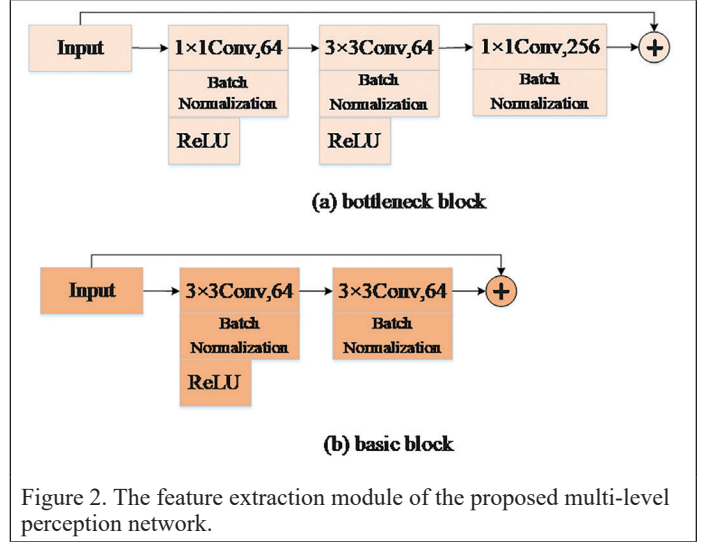 Input
1×1Conv,64
3×3Conv,64
1×1Conv,256
+
Batch
Normalization
Batch
Normalization
Batch
Normalization
ReLU
ReLU
(a) bottleneck block
Input
3×3Conv,64
3×3Conv,64
+
Batch
Normalization
Batch
Normalization
ReLU
(b) basic block
Figure 2. The feature extraction module of the proposed multi-level
perception network.